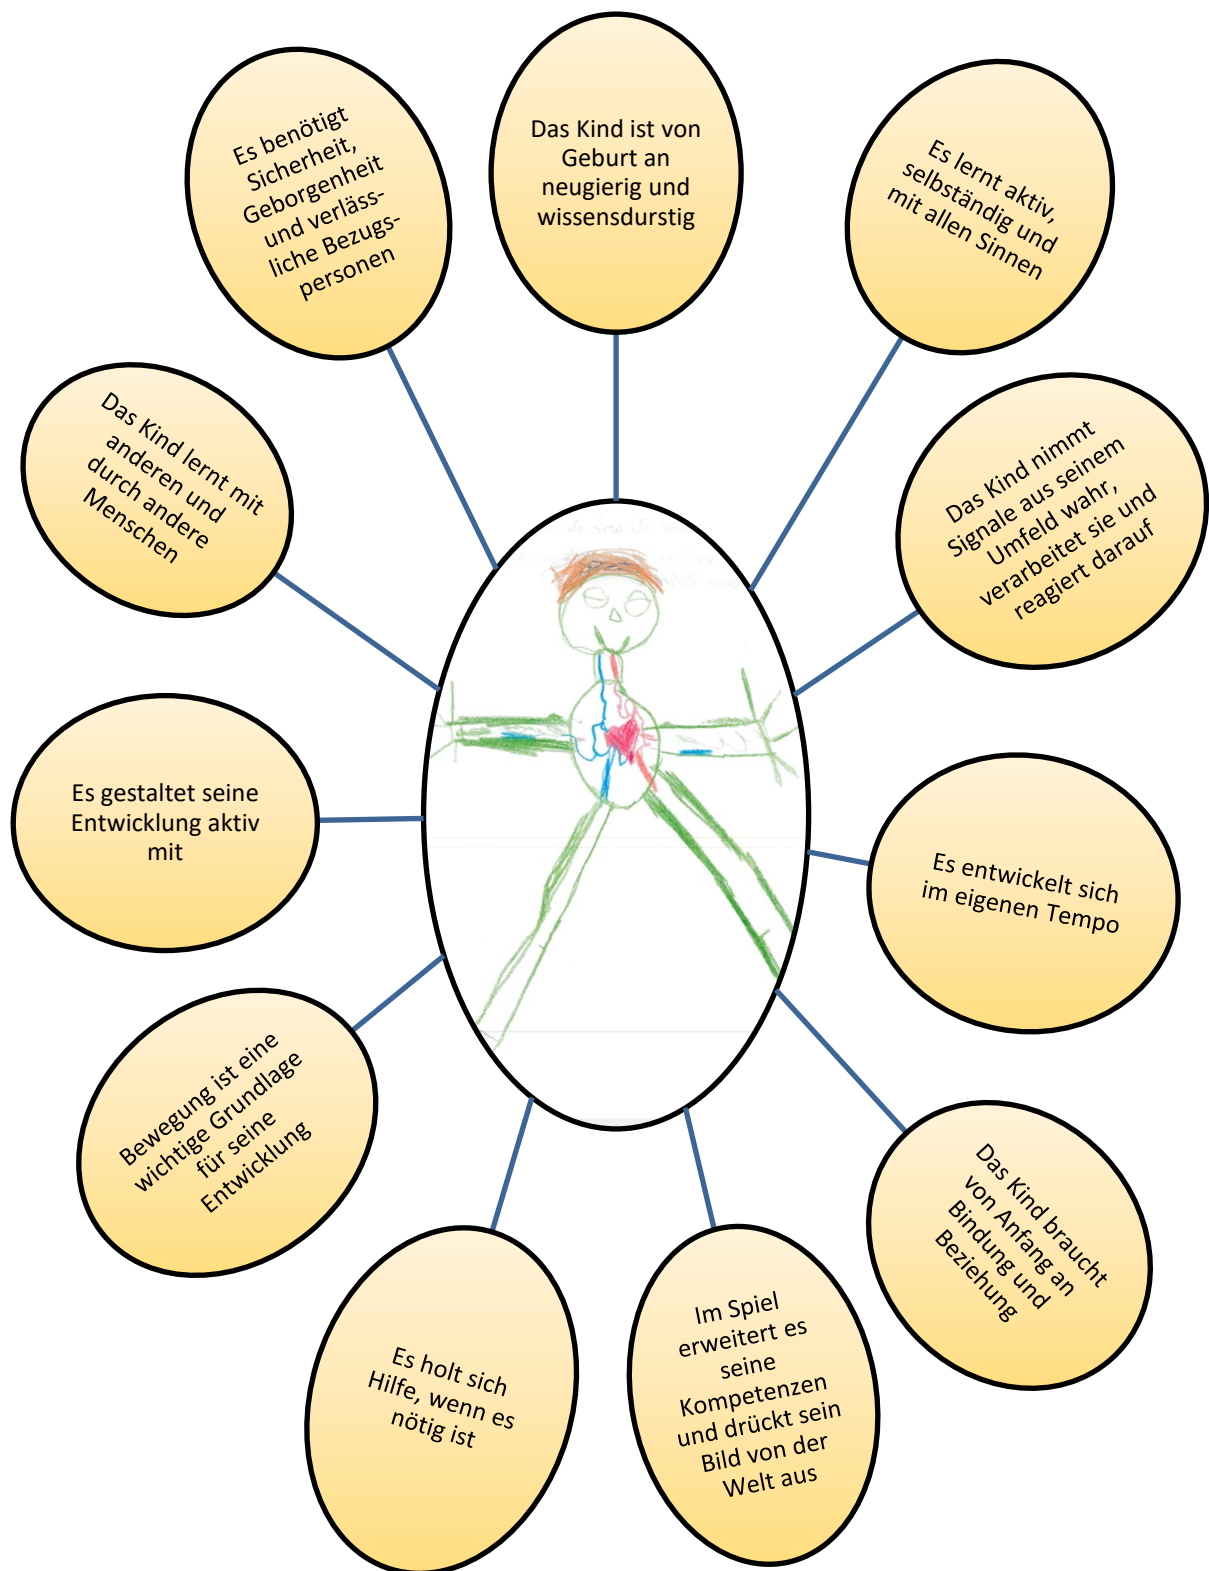 Das Kind ist von
Geburt an
neugierig und
wissensdurstig
Es lernt aktiv,
selbständig und
mit allen Sinnen
Das Kind nimmt
Signale aus seinem
Umfeld wahr,
verarbeitet sie und
reagiert darauf
Es entwickelt sich
im eigenen Tempo
Das Kind braucht
von Anfang an
Bindung und
Beziehung
Im Spiel
erweitert es
seine
Kompetenzen
und drückt sein
Bild von der
Welt aus
Es holt sich
Hilfe, wenn es
nötig ist
Bewegung ist eine
wichtige Grundlage
für seine
Entwicklung
Es gestaltet seine
Entwicklung aktiv
mit
Das Kind lernt mit
anderen und
durch andere
Menschen
Es benötigt
Sicherheit,
Geborgenheit
und verläss-
liche Bezugs-
personen